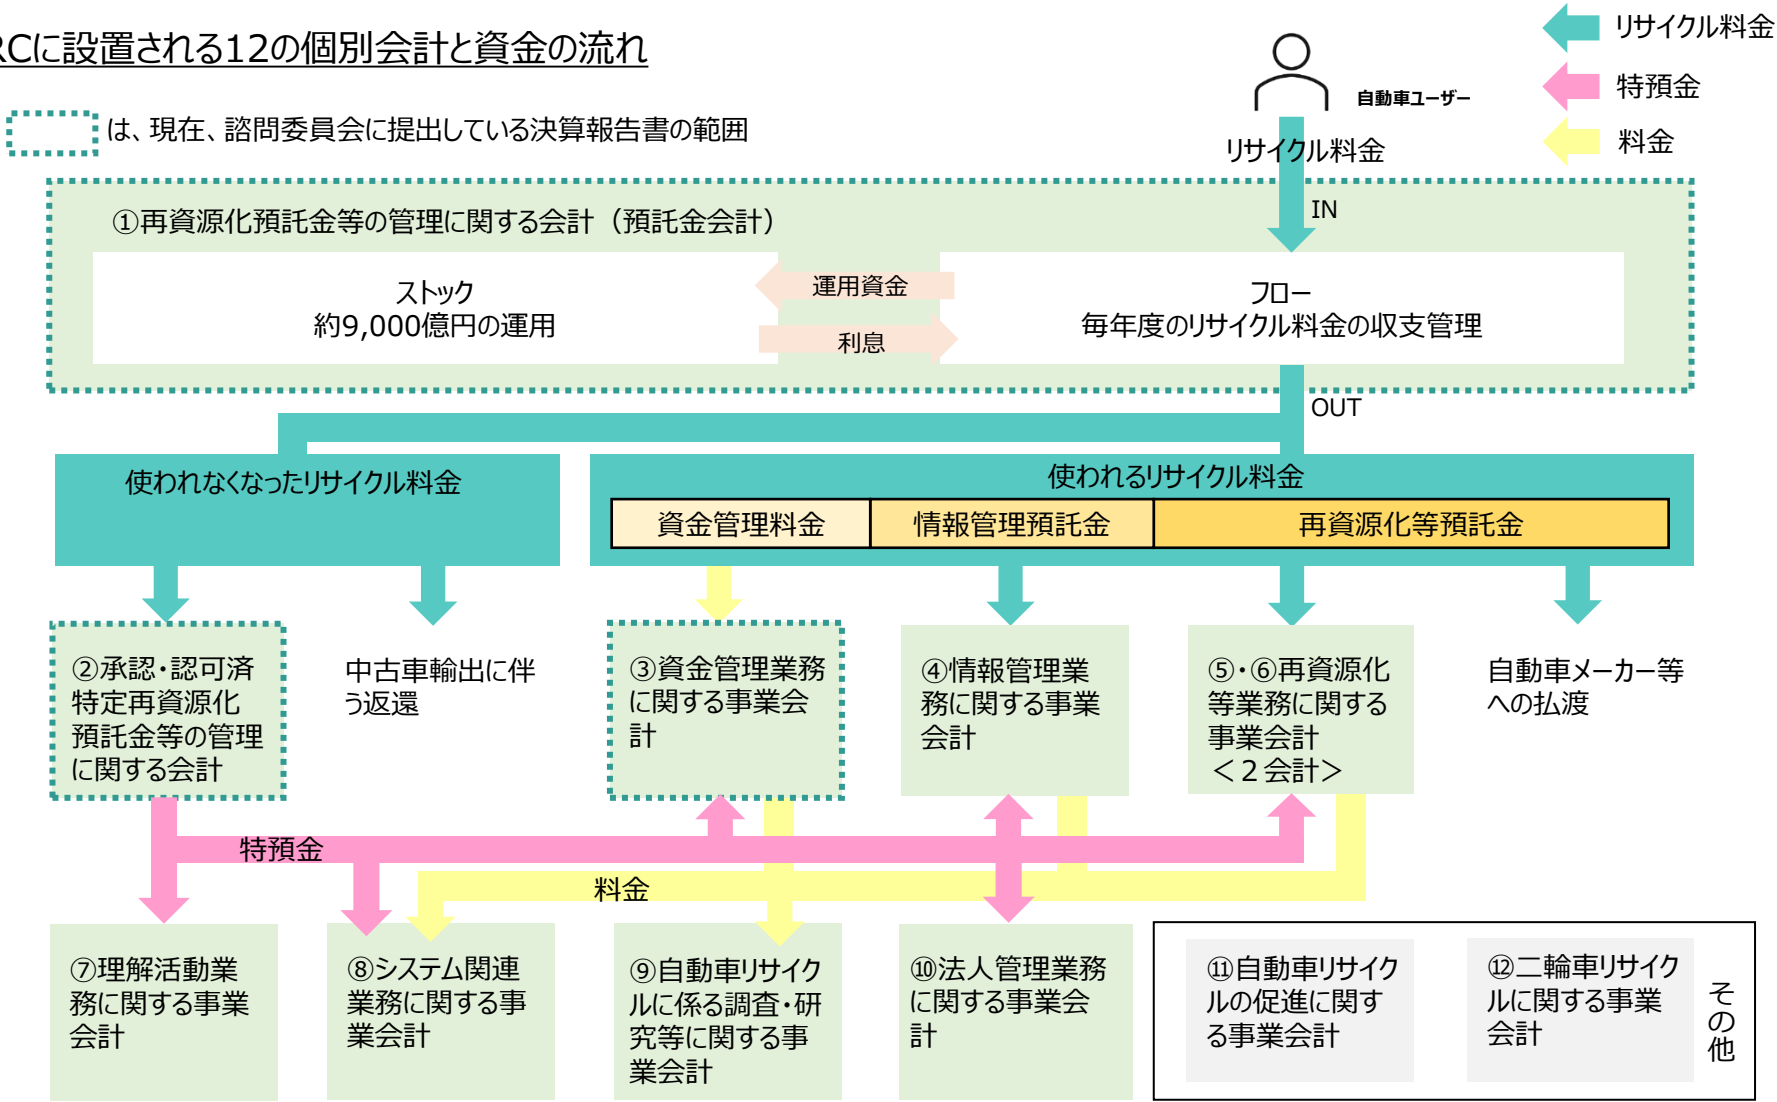 RCに設置される12の個別会計と資金の流れ
リサイクル料金
特預金
料金
自動車ユーザー
は、現在、諮問委員会に提出している決算報告書の範囲
リサイクル料金
IN
①再資源化預託金等の管理に関する会計（預託金会計）
ストック
約9,000億円の運用
運用資金
利息
フロー
毎年度のリサイクル料金の収支管理
OUT
使われなくなったリサイクル料金
使われるリサイクル料金
資金管理料金
情報管理預託金
再資源化等預託金
②承認・認可済
特定再資源化
預託金等の管理
に関する会計
中古車輸出に伴
う返還
③資金管理業務
に関する事業会
計
④情報管理業
務に関する事業
会計
⑤・⑥再資源化
等業務に関する
事業会計
＜２会計＞
自動車メーカー等
への払渡
特預金
料金
⑦理解活動業
務に関する事業
会計
⑧システム関連
業務に関する事
業会計
⑨自動車リサイク
ルに係る調査・研
究等に関する事
業会計
⑩法人管理業務
に関する事業会
計
⑪自動車リサイク
ルの促進に関す
る事業会計
⑫二輪車リサイク
ルに関する事業
会計
その他